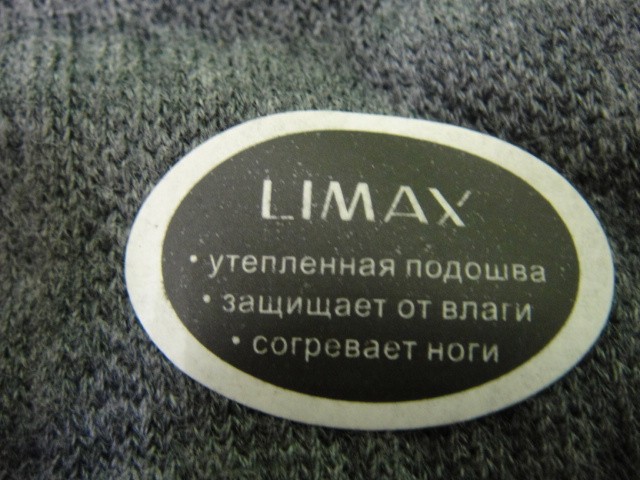 LIMAX
• утепленная подошва
• защищает от влаги
• согревает ноги